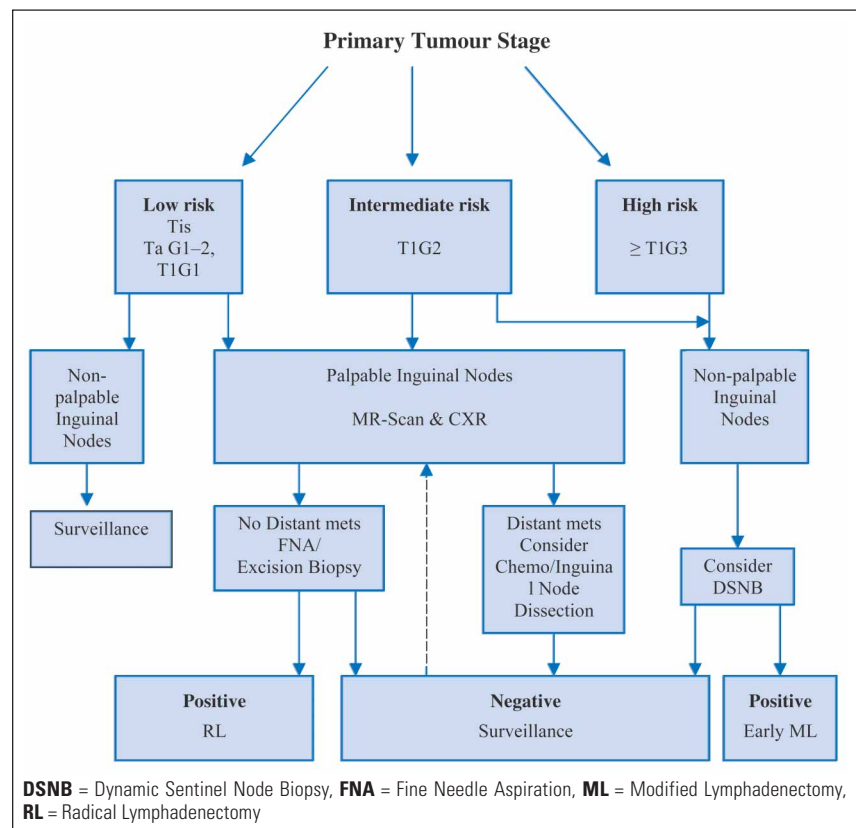 Primary Tumour Stage
Low risk
Tis
Ta G1–2,
T1G1
Intermediate risk
T1G2
High risk
≥ T1G3
Non-
palpable
Inguinal
Nodes
Palpable Inguinal Nodes
MR-Scan & CXR
Non-palpable
Inguinal
Nodes
Surveillance
No Distant mets
FNA/
Excision Biopsy
Distant mets
Consider
Chemo/Inguina
l Node
Dissection
Consider
DSNB
Positive
RL
Negative
Surveillance
Positive
Early ML
DSNB = Dynamic Sentinel Node Biopsy, FNA = Fine Needle Aspiration, ML = Modified Lymphadenectomy,
RL = Radical Lymphadenectomy